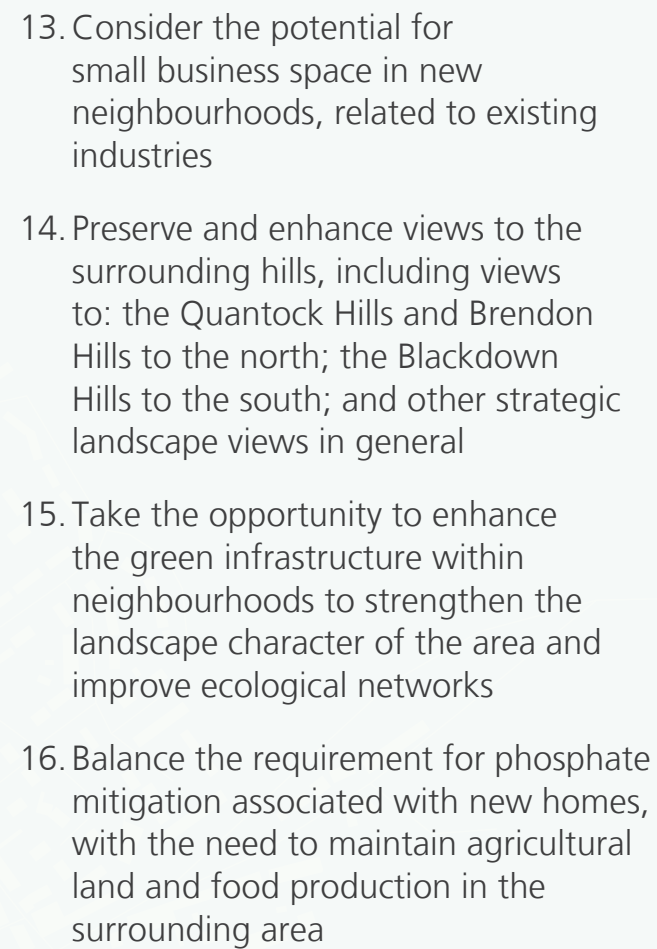 13. Consider the potential for
small business space in new
neighbourhoods, related to existing
industries
14. Preserve and enhance views to the
surrounding hills, including views
to: the Quantock Hills and Brendon
Hills to the north; the Blackdown
Hills to the south; and other strategic
landscape views in general
15. Take the opportunity to enhance
the green infrastructure within
neighbourhoods to strengthen the
landscape character of the area and
improve ecological networks
16. Balance the requirement for phosphate
mitigation associated with new homes,
with the need to maintain agricultural
land and food production in the
surrounding area